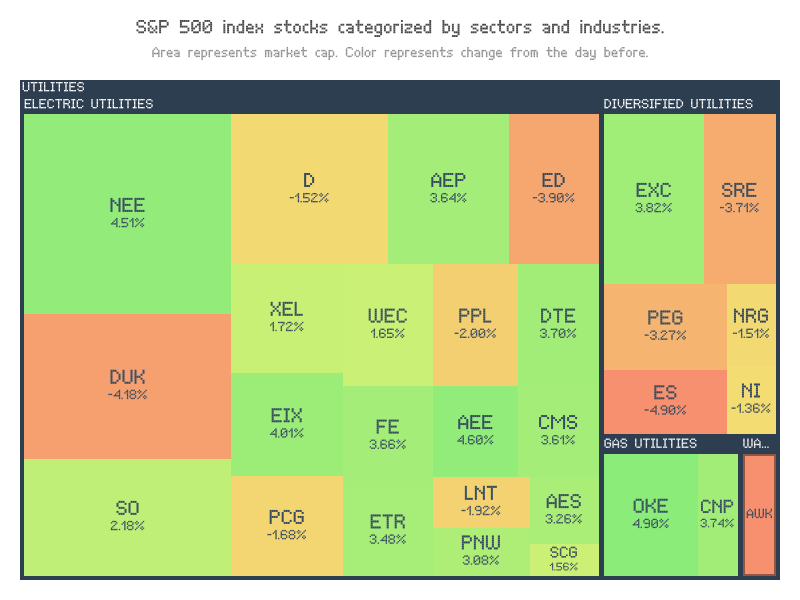 S&P 500 index stocks categorized by sectors and industries.
Area represents market cap. Color represents change from the day before.
UTILITIES
ELECTRIC UTILITIES
NEE
4.51%
DUK
-4.18%
SO
2.18%
D
-1.52%
AEP
3.64%
ED
-3.90%
XEL
1.72%
EIX
4.01%
PCG
-1.68%
WEC
1.65%
FE
3.66%
ETR
3.48%
PPL
-2.00%
DTE
3.70%
AEE
4.60%
CMS
3.61%
LNT
-1.92%
PNW
3.08%
AES
3.26%
SCG
1.56%
DIVERSIFIED UTILITIES
EXC
3.82%
SRE
-3.71%
PEG
-3.27%
ES
-4.90%
NRG
-1.51%
NI
-1.36%
GAS UTILITIES
OKE
4.90%
CNP
3.74%
WA...
AWK